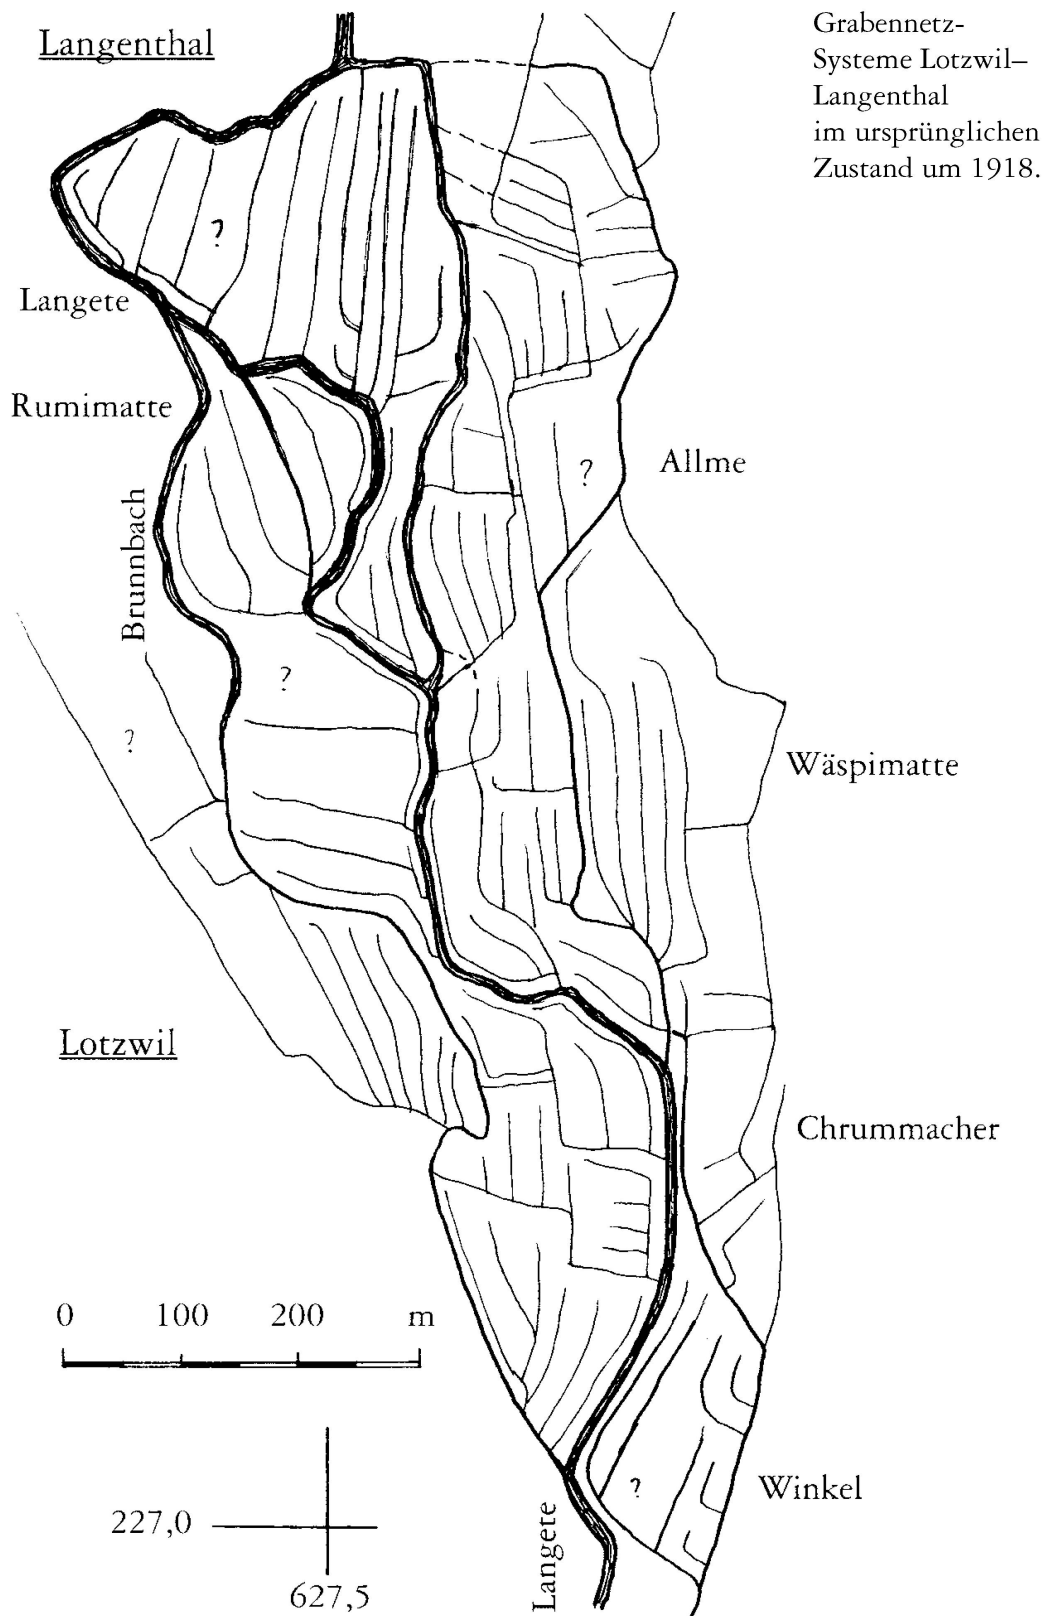 Langenthal
Grabennetz-
Systeme Lotzwil–
Langenthal
im ursprünglichen
Zustand um 1918.
?
Langete
Rumimatte
Allme
?
Brunnbach
?
?
Wäspimatte
Lotzwil
Chrummacher
0 100 200 m
Winkel
?
227,0
Langete
627,5